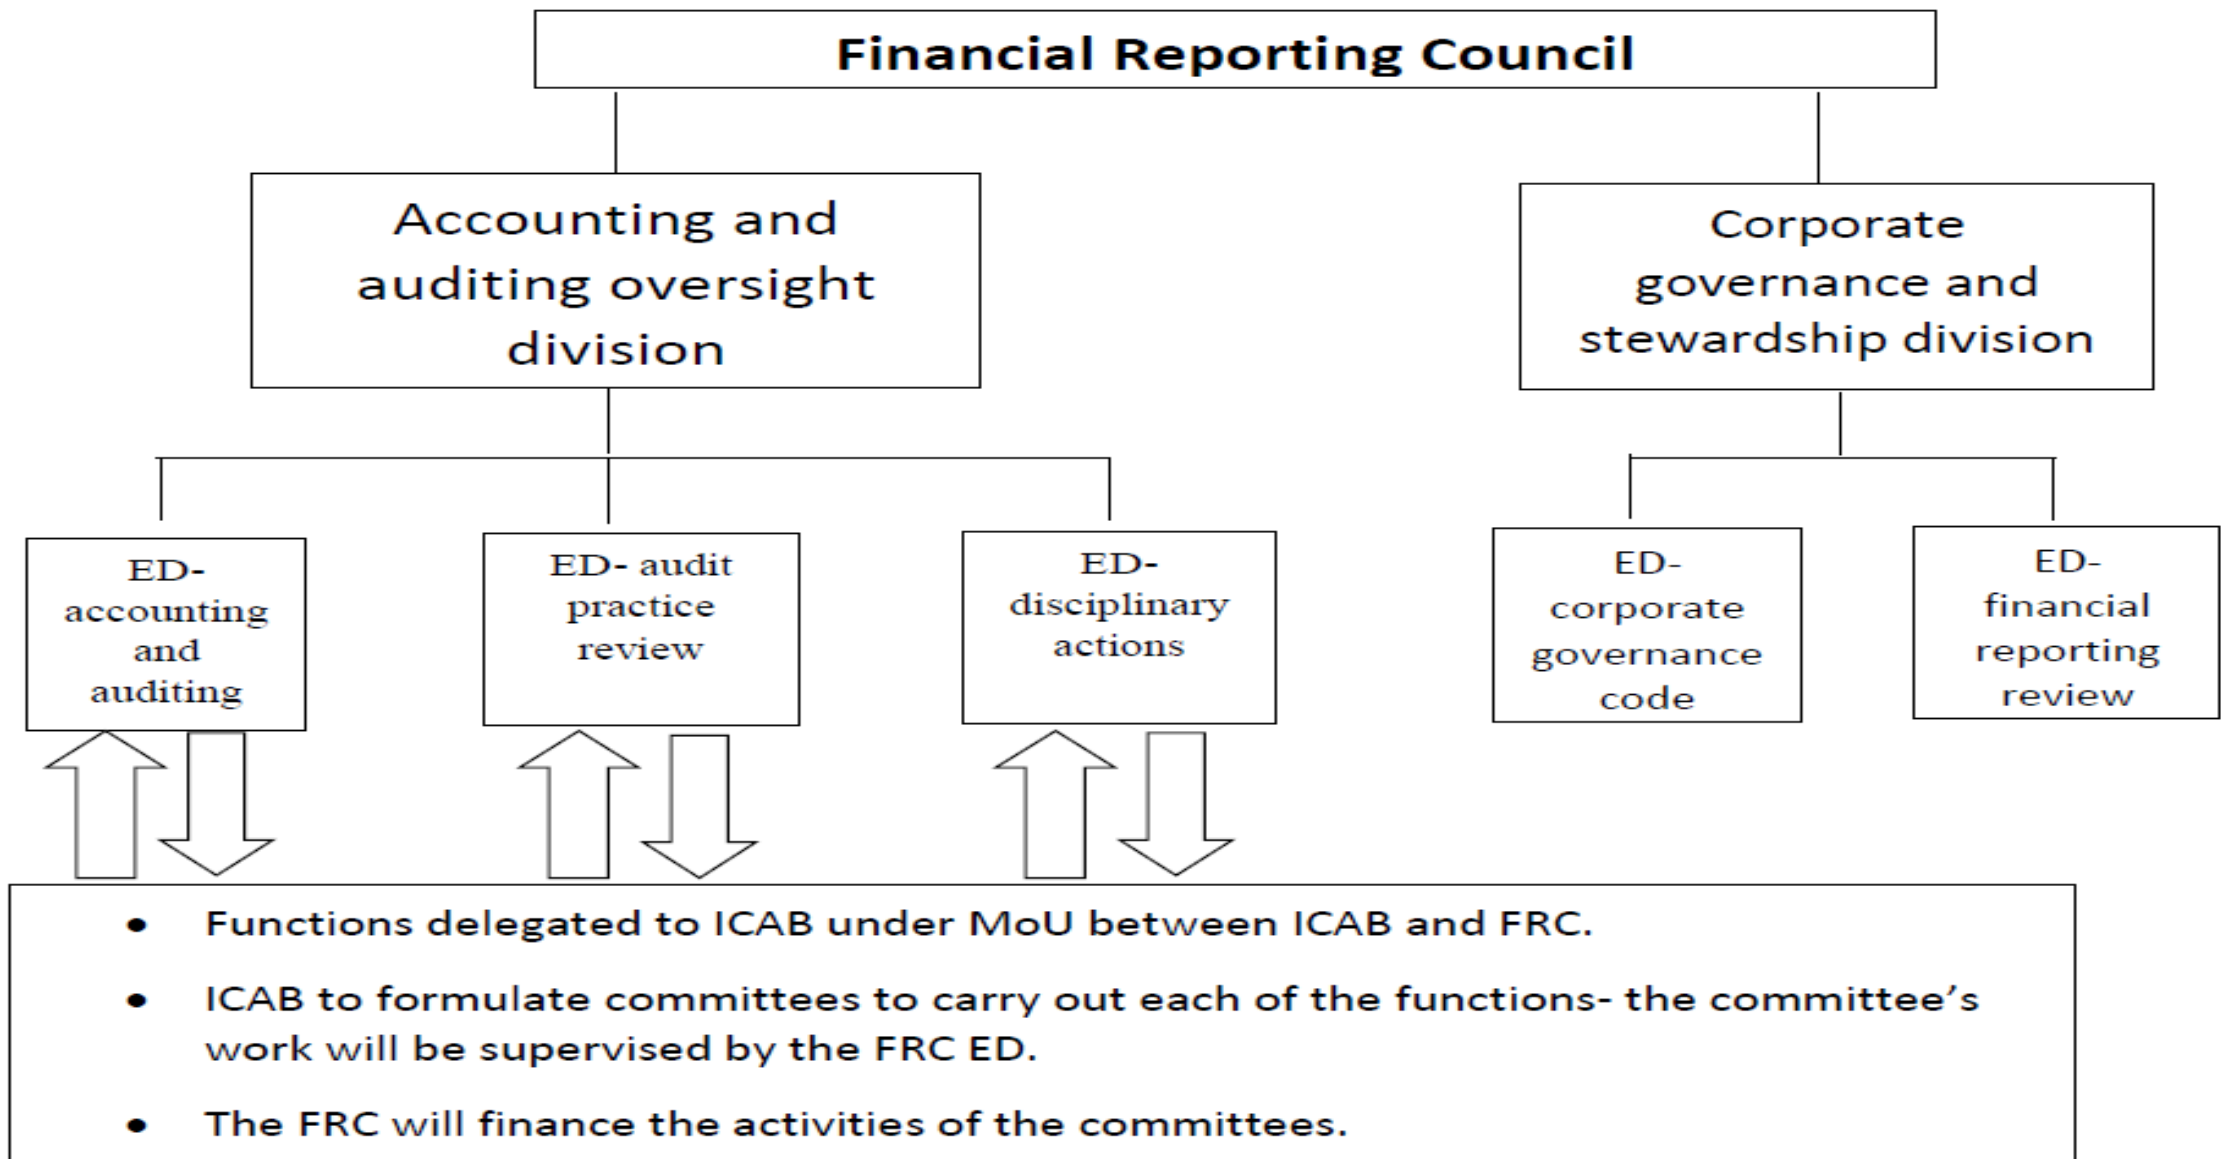 Financial Reporting Council
Accounting and
auditing oversight
division
Corporate
governance and
stewardship division
ED-
accounting
and
auditing
ED- audit
practice
review
ED-
disciplinary
actions
ED-
corporate
governance
code
ED-
financial
reporting
review
• Functions delegated to ICAB under MoU between ICAB and FRC.
• ICAB to formulate committees to carry out each of the functions- the committee’s
work will be supervised by the FRC ED.
• The FRC will finance the activities of the committees.